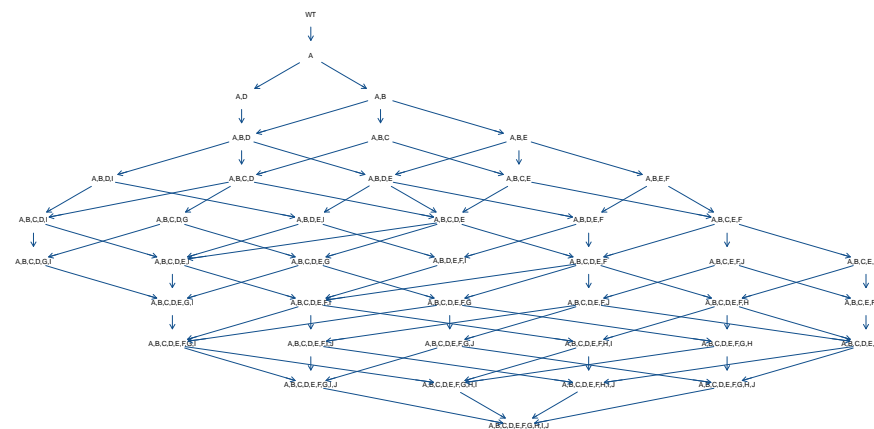 WT
A
A,D
A,B
A,B,D
A,B,C
A,B,E
A,B,D,I
A,B,C,D
A,B,D,E
A,B,C,E
A,B,E,F
A,B,C,D,I
A,B,C,D,G
A,B,D,E,I
A,B,C,D,E
A,B,D,E,F
A,B,C,E,F
A,B,C,D,G,I
A,B,C,D,E,I
A,B,C,D,E,G
A,B,D,E,F,I
A,B,C,D,E,F
A,B,C,E,F,J
A,B,C,E,
A,B,C,D,E,G,I
A,B,C,D,E,F,I
A,B,C,D,E,F,G
A,B,C,D,E,F,J
A,B,C,D,E,F,H
A,B,C,E,F
A,B,C,D,E,F,G,I
A,B,C,D,E,F,I,J
A,B,C,D,E,F,G,J
A,B,C,D,E,F,H,I
A,B,C,D,E,F,G,H
A,B,C,D,E,
A,B,C,D,E,F,G,I,J
A,B,C,D,E,F,G,H,I
A,B,C,D,E,F,H,I,J
A,B,C,D,E,F,G,H,J
A,B,C,D,E,F,G,H,I,J